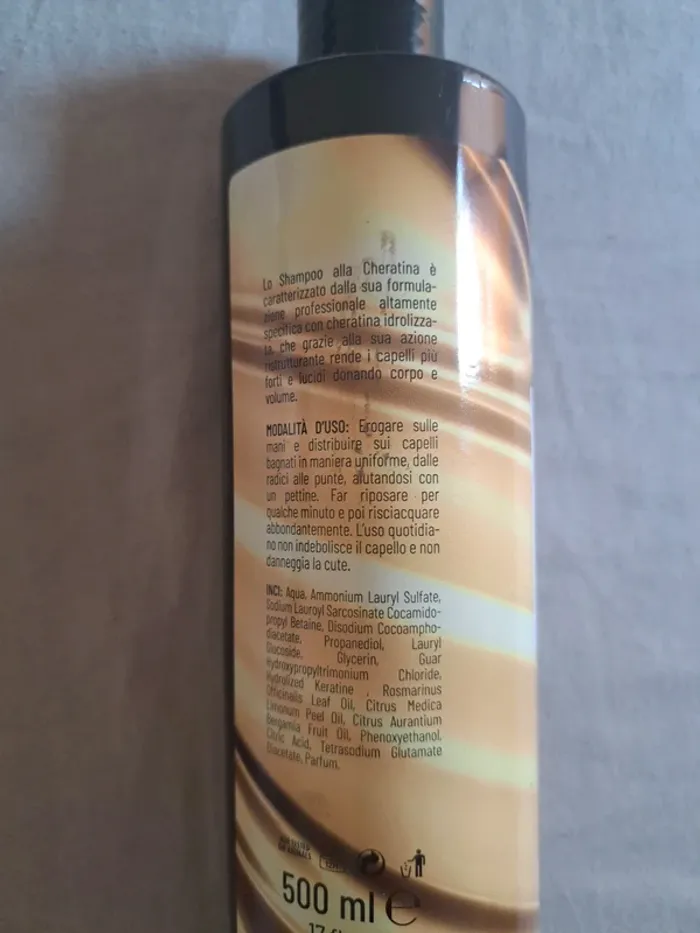 Lo Shampoo alla Cheratina è
caratterizzato dalla sua formula-
zione professionale altamente
specifica con cheratina idrolizza-
ta, che grazie alla sua azione
ristrutturante rende i capelli più
forti e lucidi donando corpo e
volume.
MODALITÀ D'USO: Erogare sulle
mani e distribuire sui capelli
bagnati in maniera uniforme, dalle
radici alle punte, aiutandosi con
un pettine. Far riposare per
qualche minuto e poi risciacquare
abbondantemente. L'uso quotidia-
no non indebolisce il capello e non
danneggia la cute.
INCI: Aqua, Ammonium Lauryl Sulfate,
Sodium Lauroyl Sarcosinate Cocamido-
propyl Betaine, Disodium Cocoampho-
diacetate, Propanediol, Lauryl
Glucoside, Glycerin, Guar
Hydroxypropyltrimonium Chloride,
Hydrolized Keratine , Rosmarinus
Officinalis Leaf Oil, Citrus Medica
Limonum Peel Oil, Citrus Aurantium
Bergamia Fruit Oil, Phenoxyethanol,
Citric Acid, Tetrasodium Glutamate
Diacetate, Parfum.
500 ml e